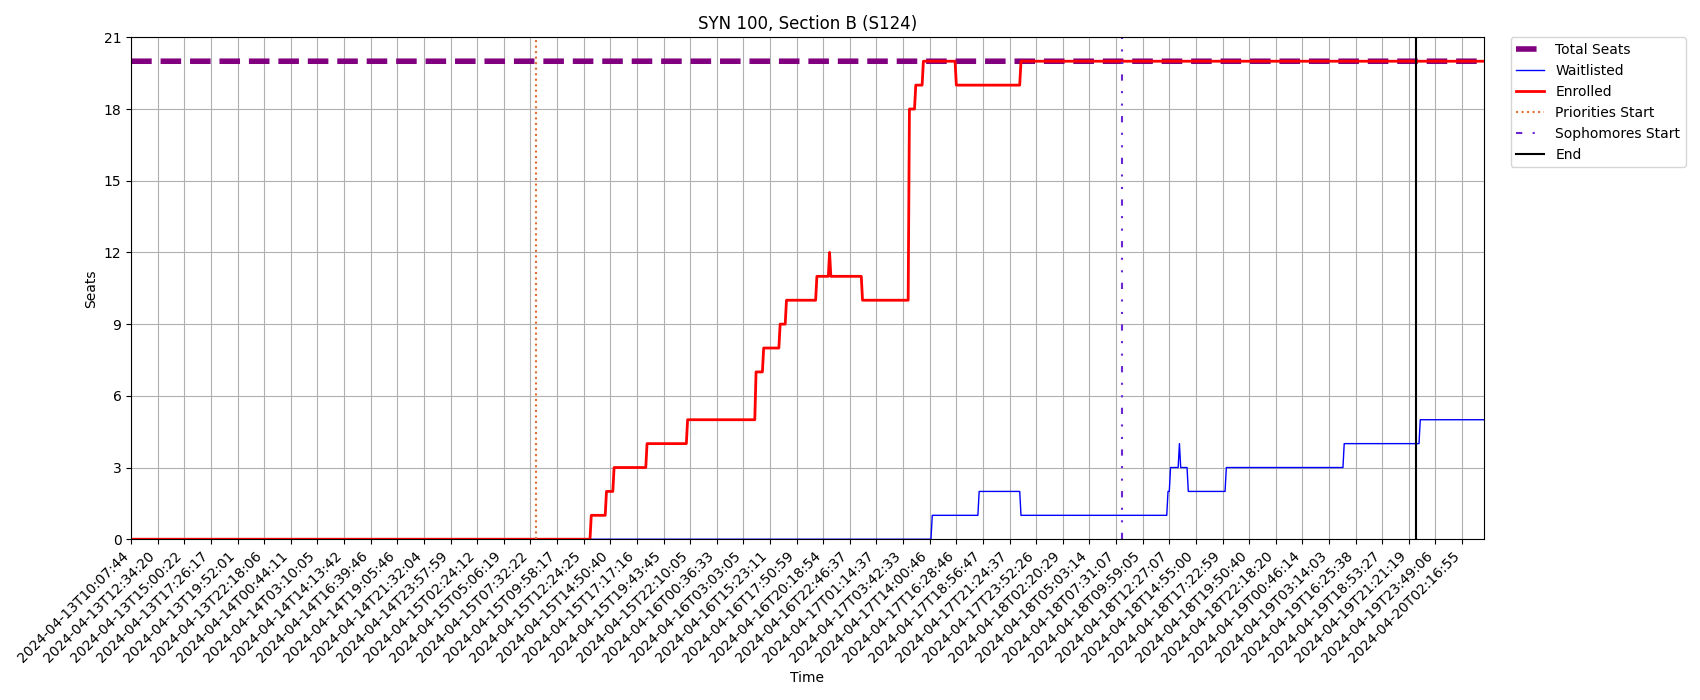 SYN 100, Section B (S124)
21
18
15
12
9
6
3
0
Seats
Total Seats
Waitlisted
Enrolled
Priorities Start
Sophomores Start
End
2024-04-13T10:07:44
2024-04-13T12:34:20
2024-04-13T15:00:22
2024-04-13T17:26:17
2024-04-13T19:52:01
2024-04-13T22:18:06
2024-04-14T00:44:11
2024-04-14T03:10:05
2024-04-14T14:13:42
2024-04-14T16:39:46
2024-04-14T19:05:46
2024-04-14T21:32:04
2024-04-14T23:57:59
2024-04-15T02:24:12
2024-04-15T05:06:19
2024-04-15T07:32:22
2024-04-15T09:58:17
2024-04-15T12:24:25
2024-04-15T14:50:40
2024-04-15T17:17:16
2024-04-15T19:43:45
2024-04-15T22:10:05
2024-04-16T00:36:33
2024-04-16T03:03:05
2024-04-16T15:23:11
2024-04-16T17:50:59
2024-04-16T20:18:54
2024-04-16T22:46:37
2024-04-17T01:14:37
2024-04-17T03:42:33
2024-04-17T14:00:46
2024-04-17T16:28:46
2024-04-17T18:56:47
2024-04-17T21:24:37
2024-04-17T23:52:26
2024-04-18T02:20:29
2024-04-18T05:03:14
2024-04-18T07:31:07
2024-04-18T09:59:05
2024-04-18T12:27:07
2024-04-18T14:55:00
2024-04-18T17:22:59
2024-04-18T19:50:40
2024-04-18T22:18:20
2024-04-19T00:46:14
2024-04-19T03:14:03
2024-04-19T16:25:38
2024-04-19T18:53:27
2024-04-19T21:21:19
2024-04-19T23:49:06
2024-04-20T02:16:55
Time